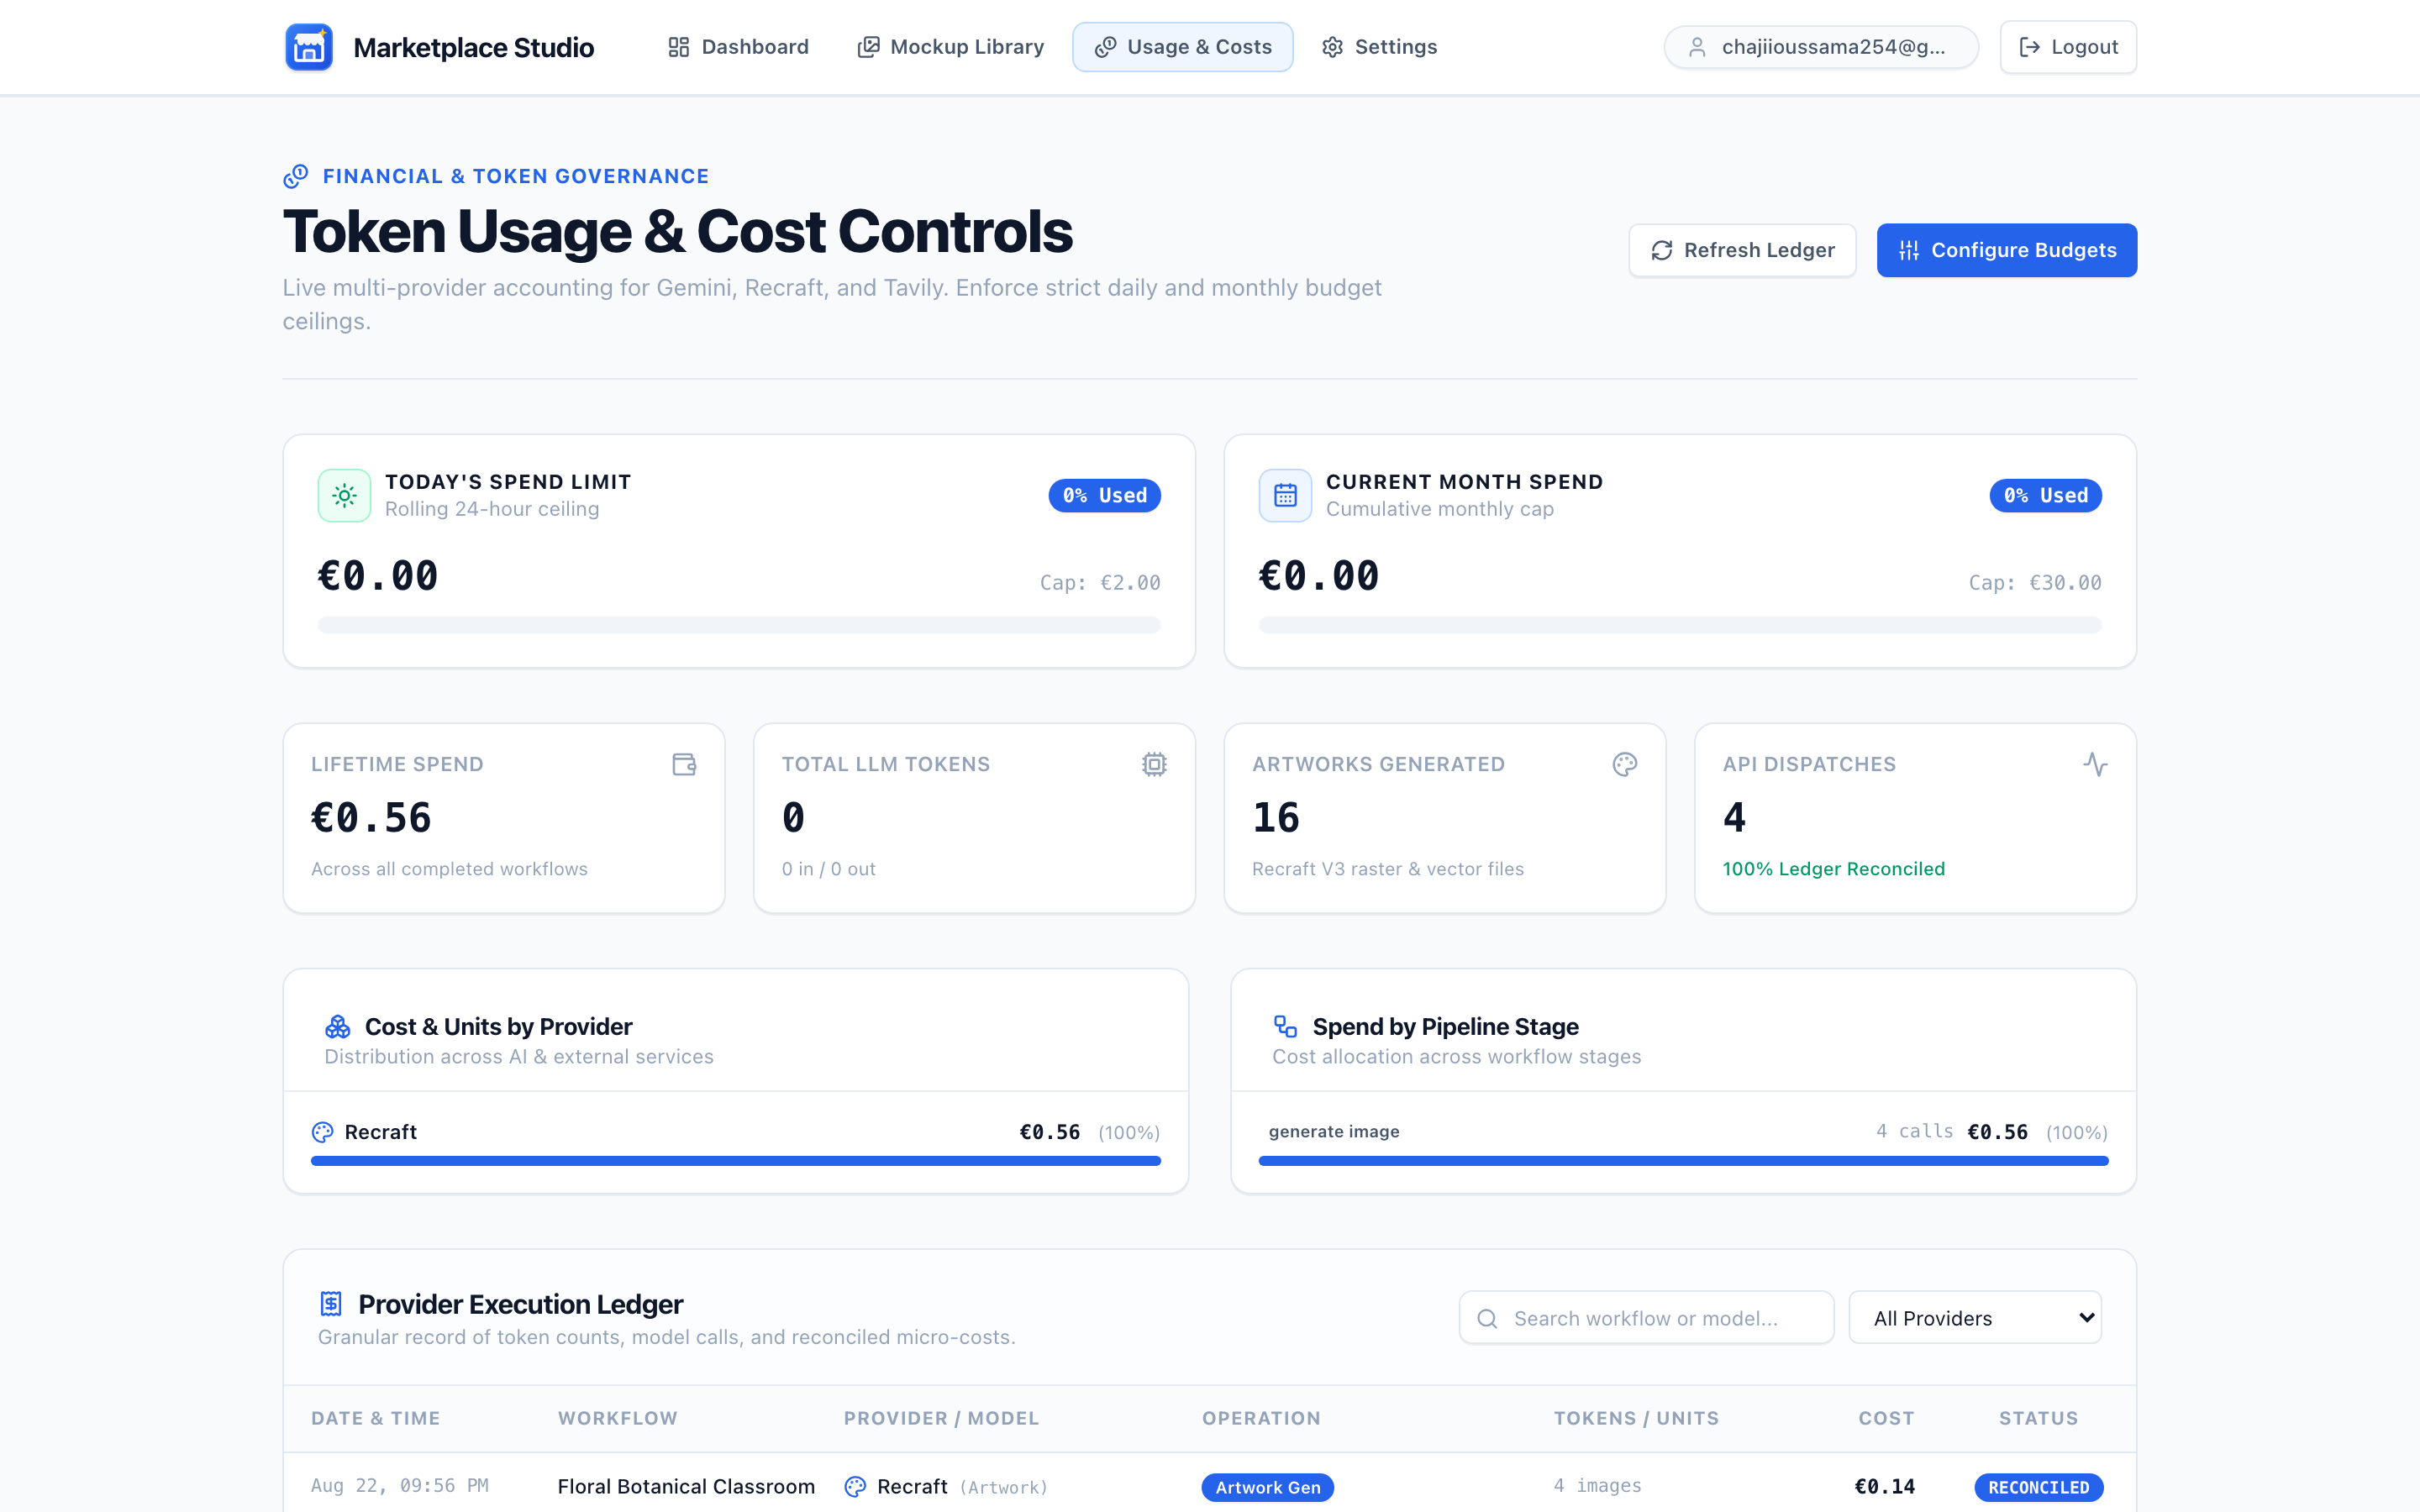 Marketplace Studio
Dashboard
Mockup Library
Usage & Costs
Settings
chajiioussama254@g...
Logout
FINANCIAL & TOKEN GOVERNANCE
Token Usage & Cost Controls
Live multi-provider accounting for Gemini, Recraft, and Tavily. Enforce strict daily and monthly budget
ceilings.
Refresh Ledger
Configure Budgets
TODAY'S SPEND LIMIT
Rolling 24-hour ceiling
0% Used
€0.00
Cap: €2.00
CURRENT MONTH SPEND
Cumulative monthly cap
0% Used
€0.00
Cap: €30.00
LIFETIME SPEND
€0.56
Across all completed workflows
TOTAL LLM TOKENS
0
0 in / 0 out
ARTWORKS GENERATED
16
Recraft V3 raster & vector files
API DISPATCHES
4
100% Ledger Reconciled
Cost & Units by Provider
Distribution across AI & external services
Recraft €0.56 (100%)
Spend by Pipeline Stage
Cost allocation across workflow stages
generate image 4 calls €0.56 (100%)
Provider Execution Ledger
Granular record of token counts, model calls, and reconciled micro-costs.
Search workflow or model...
All Providers
DATE & TIME WORKFLOW PROVIDER / MODEL OPERATION TOKENS / UNITS COST STATUS
Aug 22, 09:56 PM Floral Botanical Classroom Recraft (Artwork) Artwork Gen 4 images €0.14 RECONCILED